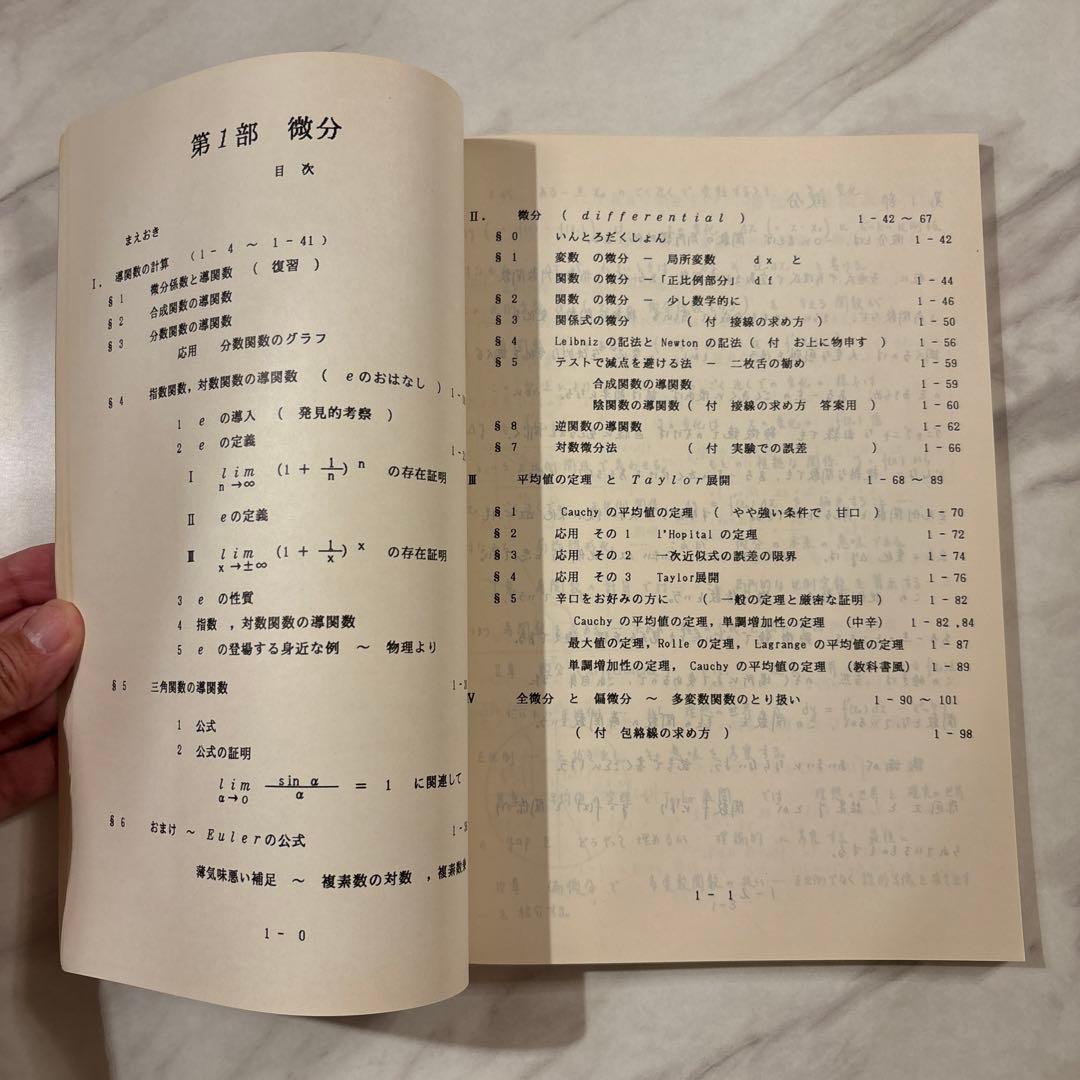 第1部 微分
目 次
まえおき
I. 導関数の計算 (1-4 ~ 1-41)
§1 微分係数と導関数 ( 復習 )
§2 合成関数の導関数
§3 分数関数の導関数
応用 分数関数のグラフ
§4 指数関数, 対数関数の導関数 ( eのおはなし )
1 e の導入 ( 発見的考察 )
2 e の定義
I lim n→∞ (1 + 1/n)^n の存在証明
II eの定義
III lim x→±∞ (1 + 1/x)^x の存在証明
3 e の性質
4 指数 , 対数関数の導関数
5 e の登場する身近な例 ~ 物理より
§5 三角関数の導関数
1 公式
2 公式の証明
lim α→0 sin α/α = 1 に関連して
§6 おまけ ~ Eulerの公式
薄気味悪い補足 ~ 複素数の対数 , 複素数
1- 0
II. 微分 ( differential ) 1-42~67
§0 いんとろだくしょん 1-42
§1 変数 の微分 - 局所変数 dx と
関数 の微分 -「正比例部分」 df 1-44
§2 関数 の微分 - 少し数学的に 1-46
§3 関係式の微分 ( 付 接線の求め方 ) 1-50
§4 Leibniz の記法と Newton の記法 ( 付 お上に物申す ) 1-56
§5 テストで減点を避ける法 - 二枚舌の勧め 1-59
合成関数の導関数 1-59
陰関数の導関数 ( 付 接線の求め方 答案用 ) 1-60
§8 逆関数の導関数 1-62
§7 対数微分法 ( 付 実験での誤差 ) 1-66
III 平均値の定理 と Taylor展開 1-68~89
§1 Cauchy の平均値の定理 ( やや強い条件で 甘口 ) 1-70
§2 応用 その1 l'Hopital の定理 1-72
§3 応用 その2 一次近似式の誤差の限界 1-74
§4 応用 その3 Taylor展開 1-76
§5 辛口をお好みの方に ( 一般の定理と厳密な証明 ) 1-82
Cauchy の平均値の定理, 単調増加性の定理 (中辛) 1-82,84
最大値の定理, Rolle の定理, Lagrange の平均値の定理 1-87
単調増加性の定理, Cauchy の平均値の定理 (教科書風) 1-89
V 全微分 と 偏微分 ~ 多変数関数のとり扱い 1-90~101
( 付 包絡線の求め方 ) 1-98
1- 1